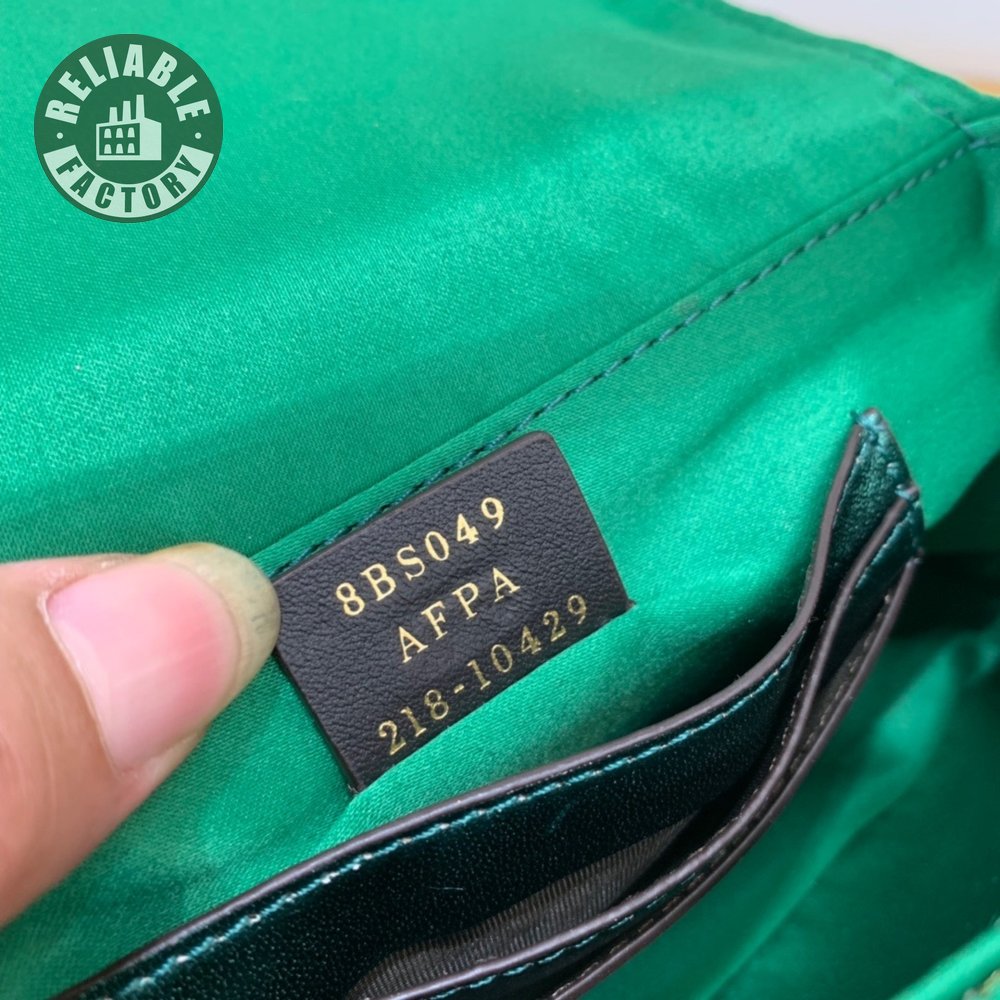 RELIABLE
FACTORY
8BS049
AFPA
218-10429